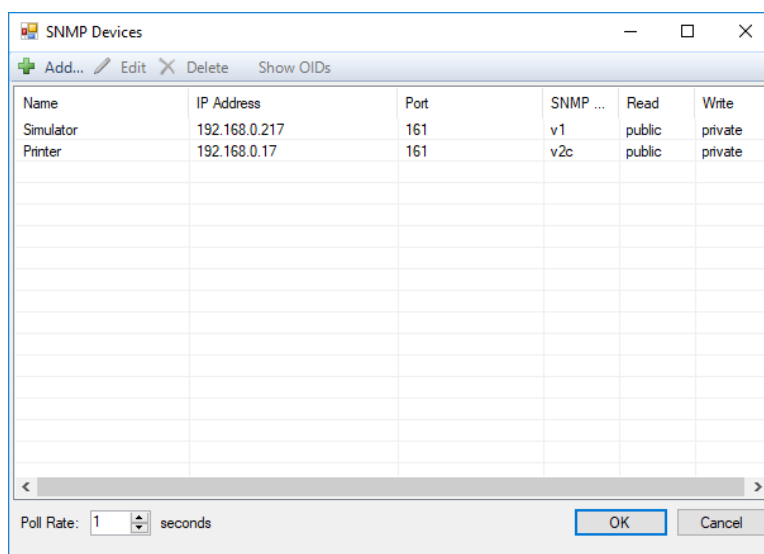 SNMP Devices
Add... Edit Delete Show OIDs
Name IP Address Port SNMP ... Read Write
Simulator 192.168.0.217 161 v1 public private
Printer 192.168.0.17 161 v2c public private
Poll Rate: 1 seconds OK Cancel